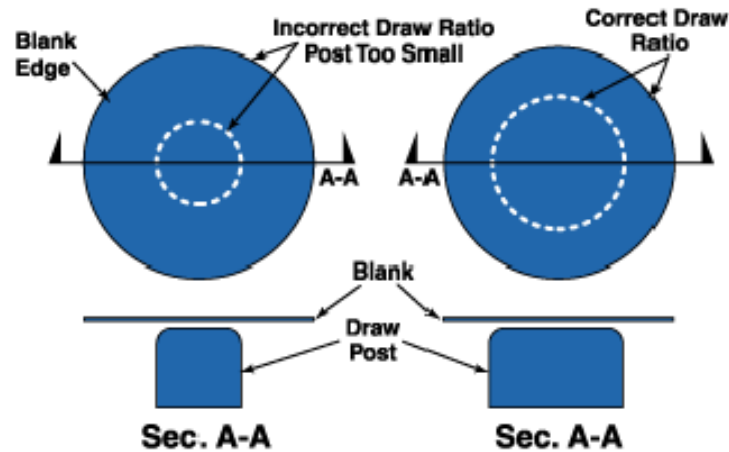 Blank
Edge
Incorrect Draw Ratio
Post Too Small
Correct Draw
Ratio
A-A
A-A
Blank
Draw
Post
Sec. A-A
Sec. A-A